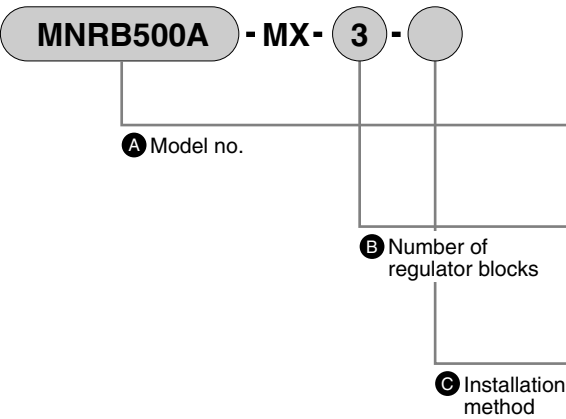 MNRB500A - MX- 3 -
A Model no.
B Number of
regulator blocks
C Installation
method